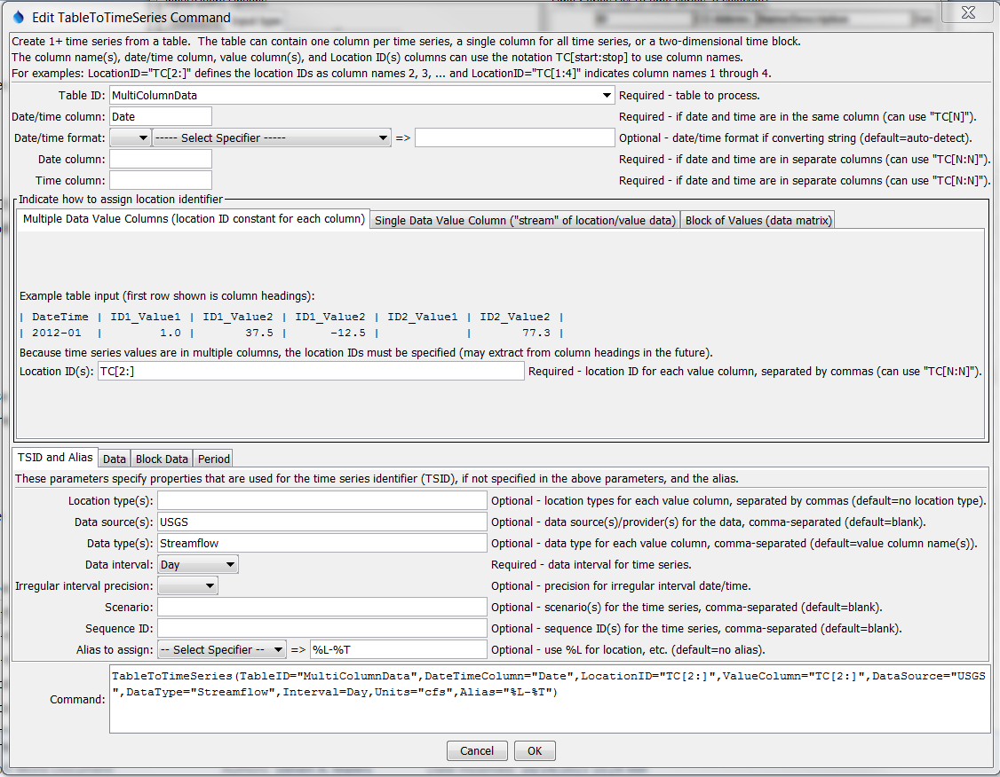 Edit TableToTimeSeries Command
Create 1+ time series from a table.  The table can contain one column per time series, a single column for all time series, or a two-dimensional time block.
The column name(s), date/time column, value column(s), and Location ID(s) columns can use the notation TC[start:stop] to use column names.
For examples: LocationID="TC[2:]" defines the location IDs as column names 2, 3, ... and LocationID="TC[1:4]" indicates column names 1 through 4.
Table ID: MultiColumnData Required - table to process.
Date/time column: Date Required - if date and time are in the same column (can use "TC[N]").
Date/time format: ----- Select Specifier ----- => Optional - date/time format if converting string (default=auto-detect).
Date column: Required - if date and time are in separate columns (can use "TC[N:N]").
Time column: Required - if date and time are in separate columns (can use "TC[N:N]").
Indicate how to assign location identifier
Multiple Data Value Columns (location ID constant for each column) Single Data Value Column ("stream" of location/value data) Block of Values (data matrix)
Example table input (first row shown is column headings):
| DateTime | ID1_Value1 | ID1_Value2 | ID1_Value2 | ID2_Value1 | ID2_Value2 |
| 2012-01  |        1.0 |       37.5 |      -12.5 |            |       77.3 |
Because time series values are in multiple columns, the location IDs must be specified (may extract from column headings in the future).
Location ID(s): TC[2:] Required - location ID for each value column, separated by commas (can use "TC[N:N]").
TSID and Alias Data Block Data Period
These parameters specify properties that are used for the time series identifier (TSID), if not specified in the above parameters, and the alias.
Location type(s): Optional - location types for each value column, separated by commas (default=no location type).
Data source(s): USGS Optional - data source(s)/provider(s) for the data, comma-separated (default=blank).
Data type(s): Streamflow Optional - data type for each value column, comma-separated (default=value column name(s)).
Data interval: Day Required - data interval for time series.
Irregular interval precision: Optional - precision for irregular interval date/time.
Scenario: Optional - scenario(s) for the time series, comma-separated (default=blank).
Sequence ID: Optional - sequence ID(s) for the time series, comma-separated (default=blank).
Alias to assign: -- Select Specifier -- => %L-%T Optional - use %L for location, etc. (default=no alias).
Command: TableToTimeSeries(TableID="MultiColumnData",DateTimeColumn="Date",LocationID="TC[2:]",ValueColumn="TC[2:]",DataSource="USGS
",DataType="Streamflow",Interval=Day,Units="cfs",Alias="%L-%T")
Cancel OK